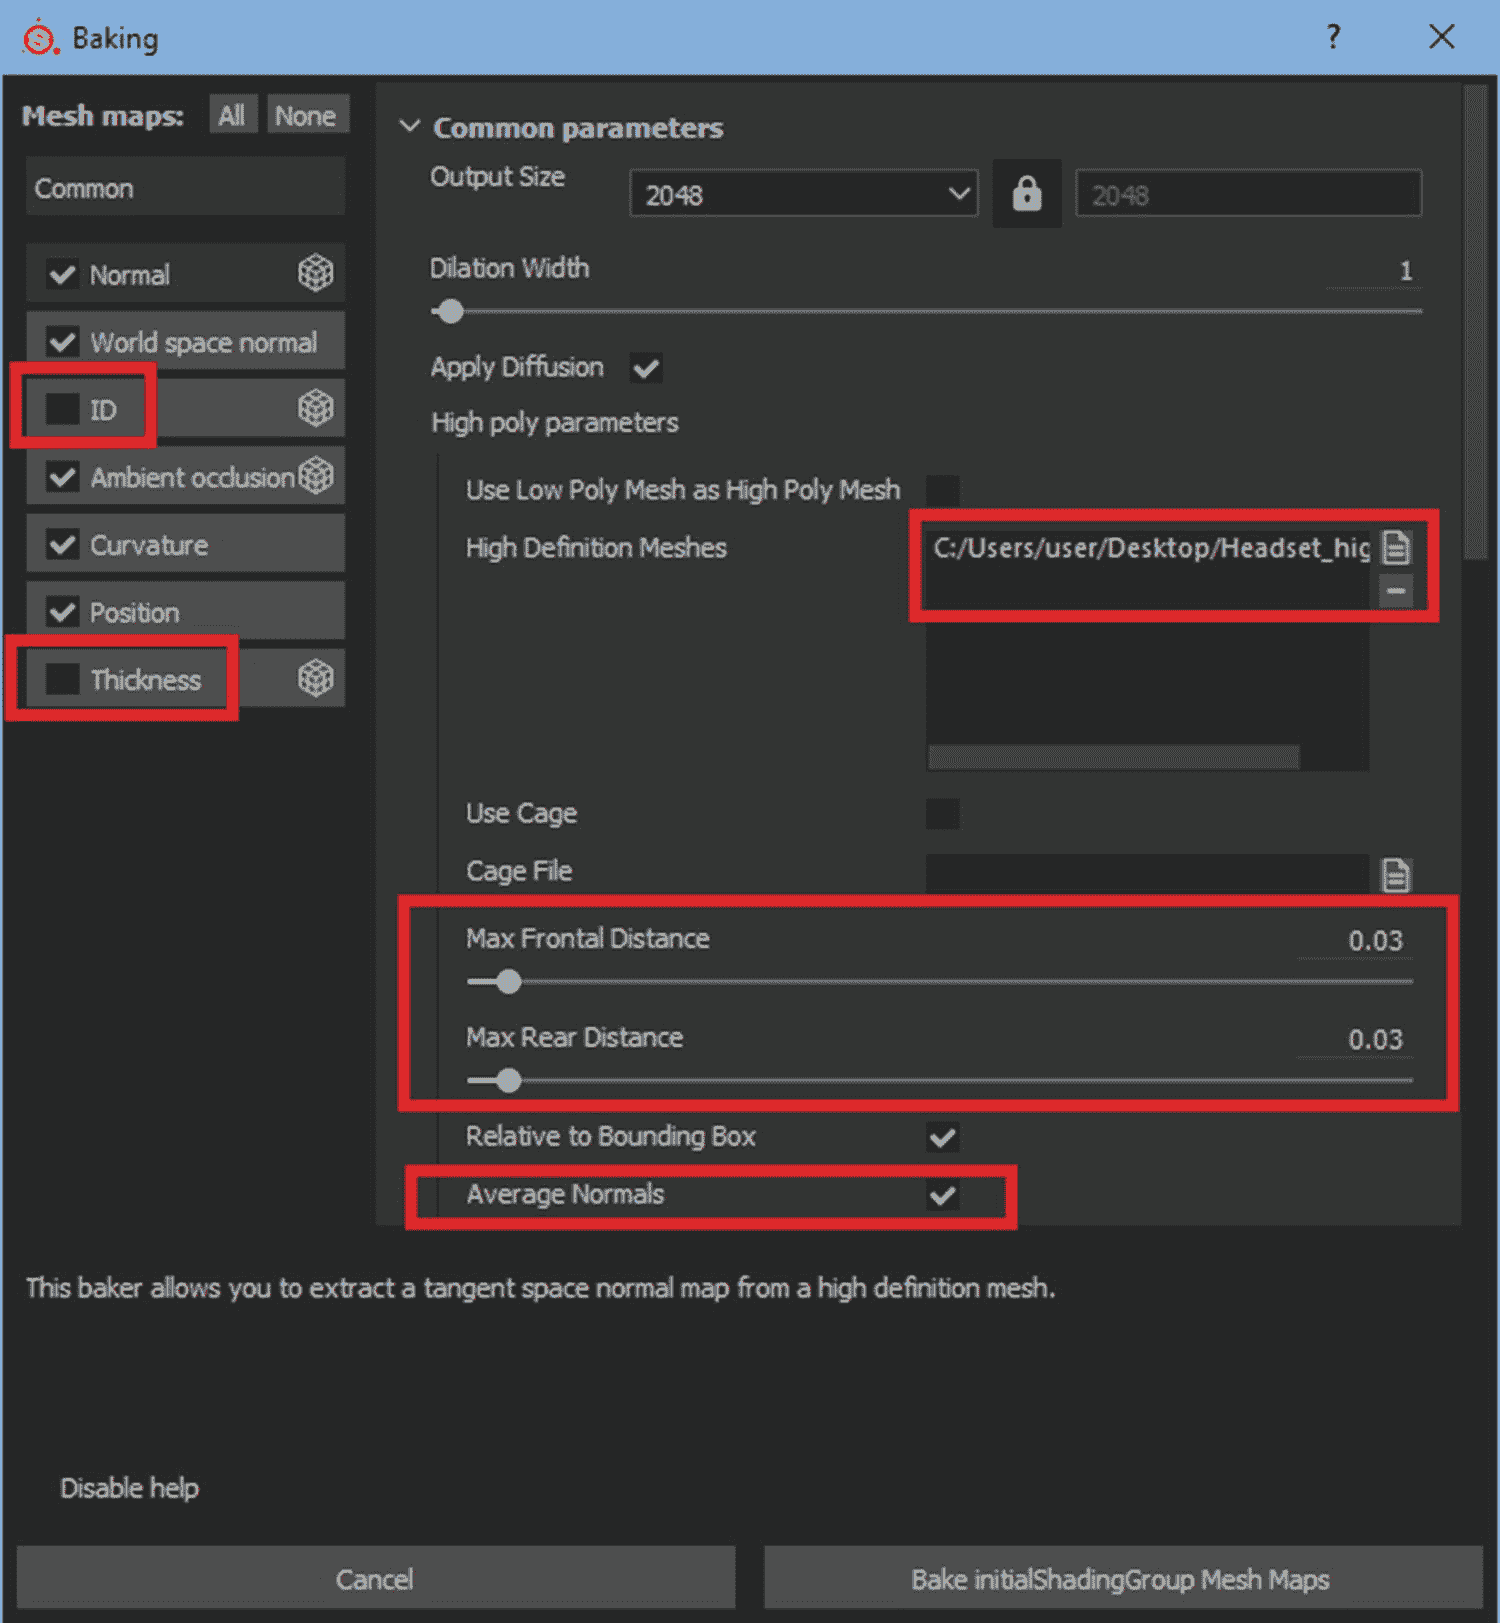 Baking
?
Mesh maps: All None
Common
Normal
World space normal
ID
Ambient occlusion
Curvature
Position
Thickness
Common parameters
Output Size 2048 2048
Dilation Width 1
Apply Diffusion
High poly parameters
Use Low Poly Mesh as High Poly Mesh
High Definition Meshes C:/Users/user/Desktop/Headset_hig
Use Cage
Cage File
Max Frontal Distance 0.03
Max Rear Distance 0.03
Relative to Bounding Box
Average Normals
This baker allows you to extract a tangent space normal map from a high definition mesh.
Disable help
Cancel Bake initialShadingGroup Mesh Maps